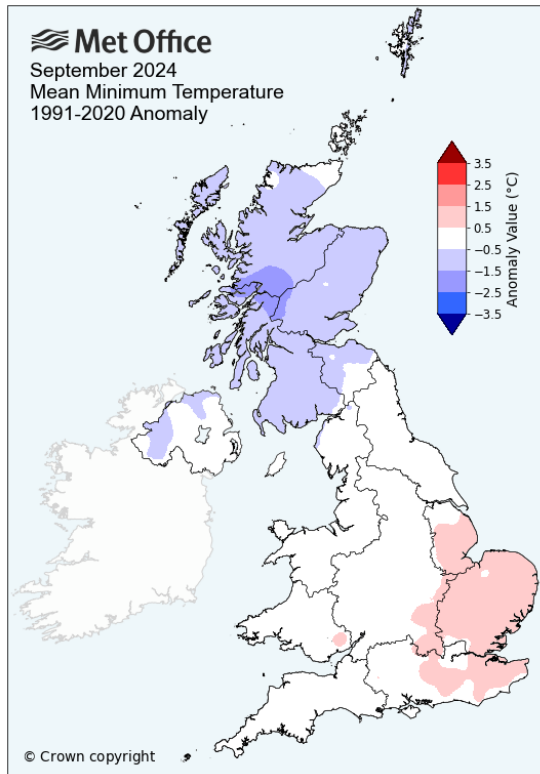 Met Office
September 2024
Mean Minimum Temperature
1991-2020 Anomaly
3.5
2.5
1.5
0.5
−0.5
−1.5
−2.5
−3.5
Anomaly Value (°C)
© Crown copyright